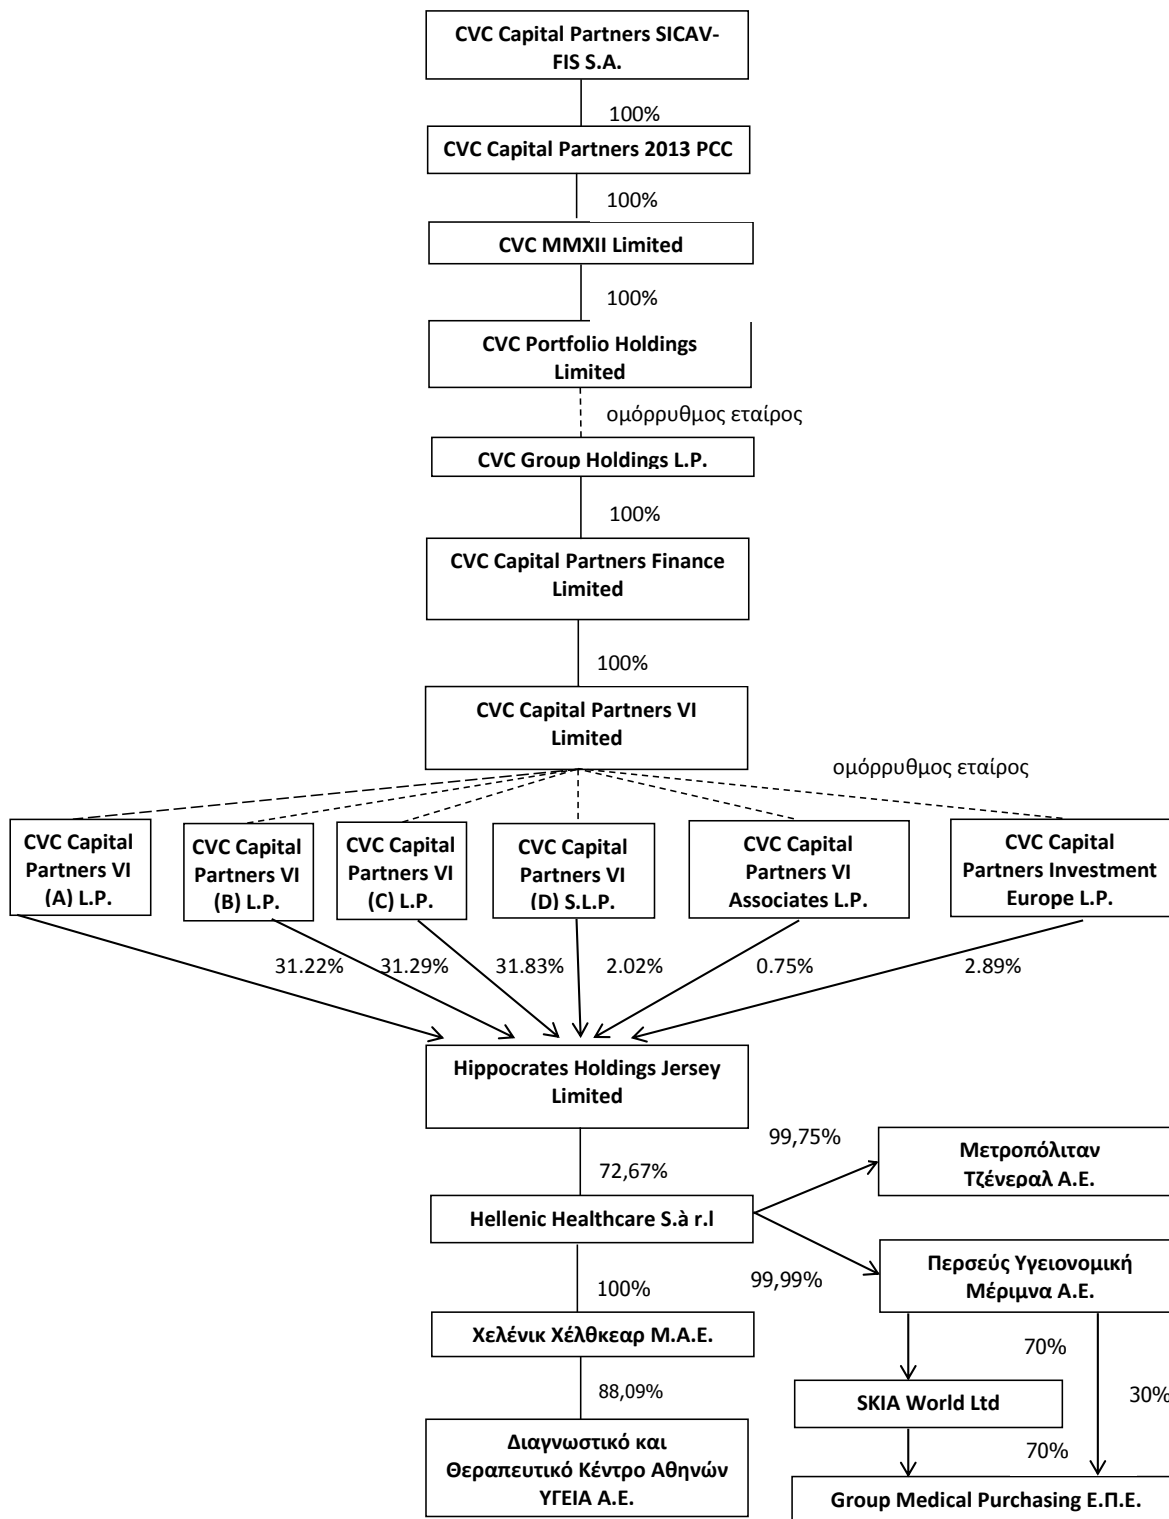 CVC Capital Partners SICAV-
FIS S.A.
100%
CVC Capital Partners 2013 PCC
100%
CVC MMXII Limited
100%
CVC Portfolio Holdings
Limited
ομόρρυθμος εταίρος
CVC Group Holdings L.P.
100%
CVC Capital Partners Finance
Limited
100%
CVC Capital Partners VI
Limited
ομόρρυθμος εταίρος
CVC Capital
Partners VI
(A) L.P.
CVC Capital
Partners VI
(B) L.P.
CVC Capital
Partners VI
(C) L.P.
CVC Capital
Partners VI
(D) S.L.P.
CVC Capital
Partners VI
Associates L.P.
CVC Capital
Partners Investment
Europe L.P.
31.22%
31.29%
31.83%
2.02%
0.75%
2.89%
Hippocrates Holdings Jersey
Limited
72,67%
99,75%
Μετροπόλιταν
Τζένεραλ Α.Ε.
Hellenic Healthcare S.à r.l
99,99%
Περσεύς Υγειονομική
Μέριμνα Α.Ε.
100%
Χελένικ Χέλθκεαρ Μ.Α.Ε.
70%
30%
88,09%
SKIA World Ltd
70%
Διαγνωστικό και
Θεραπευτικό Κέντρο Αθηνών
ΥΓΕΙΑ Α.Ε.
Group Medical Purchasing Ε.Π.Ε.